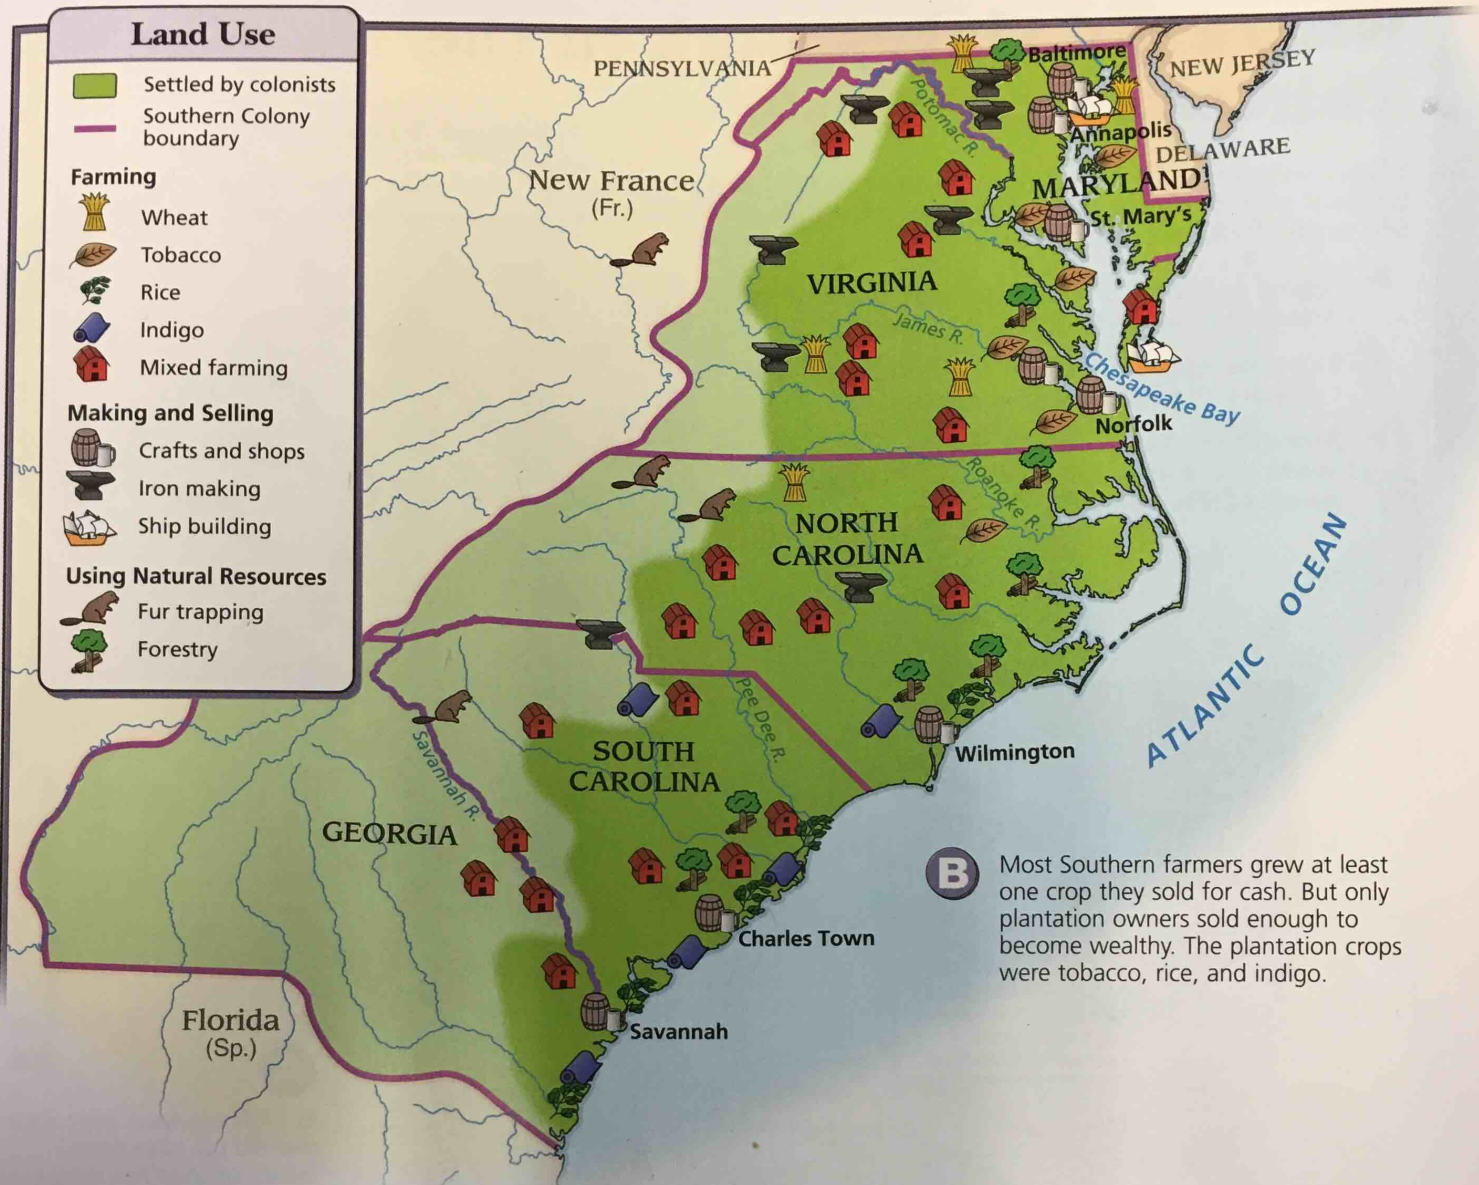 Land Use
Settled by colonists
Southern Colony
boundary
Farming
Wheat
Tobacco
Rice
Indigo
Mixed farming
Making and Selling
Crafts and shops
Iron making
Ship building
Using Natural Resources
Fur trapping
Forestry
PENNSYLVANIA
NEW JERSEY
Baltimore
Potomac R.
Annapolis
DELAWARE
New France
(Fr.)
MARYLAND
St. Mary's
VIRGINIA
James R.
Chesapeake Bay
Norfolk
Roanoke R.
NORTH
CAROLINA
ATLANTIC OCEAN
Pee Dee R.
Wilmington
SOUTH
CAROLINA
Savannah R.
GEORGIA
Charles Town
Savannah
Florida
(Sp.)
B
Most Southern farmers grew at least
one crop they sold for cash. But only
plantation owners sold enough to
become wealthy. The plantation crops
were tobacco, rice, and indigo.